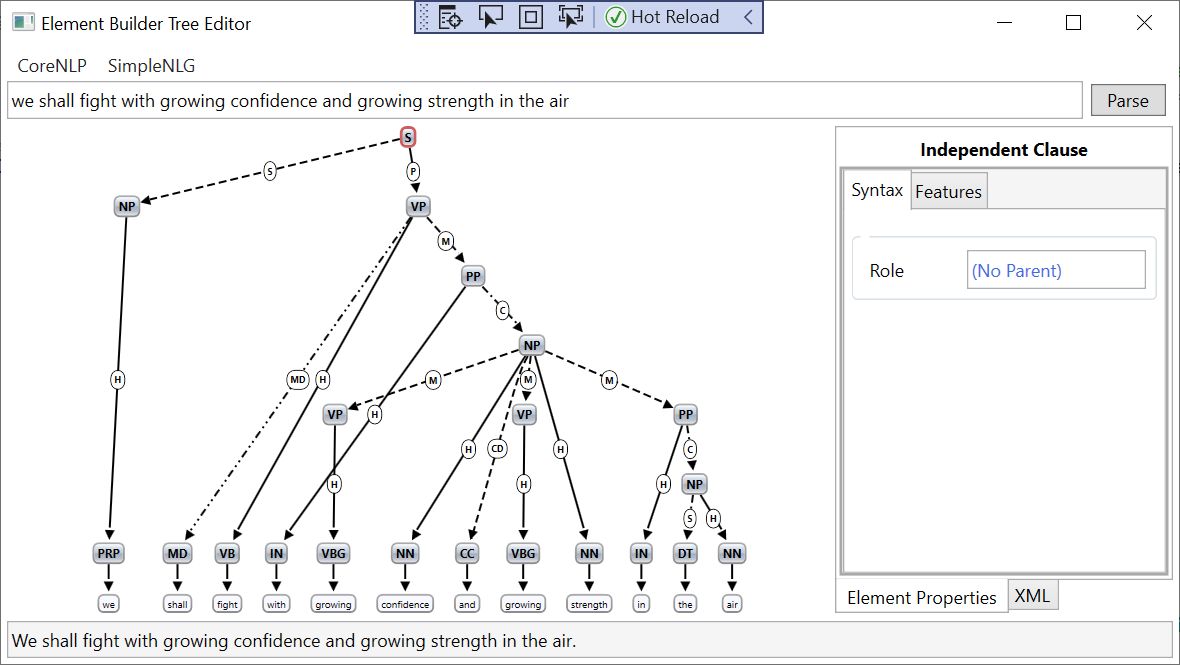 Element Builder Tree Editor
Hot Reload
CoreNLP SimpleNLG
we shall fight with growing confidence and growing strength in the air
Parse
S
Independent Clause
S P
Syntax Features
NP VP
M
Role (No Parent)
PP
C
NP
H MD H M M M
VP H VP PP
H CD H C
H H H NP
S H
PRP MD VB IN VBG NN CC VBG NN IN DT NN
we shall fight with growing confidence and growing strength in the air
Element Properties XML
We shall fight with growing confidence and growing strength in the air.